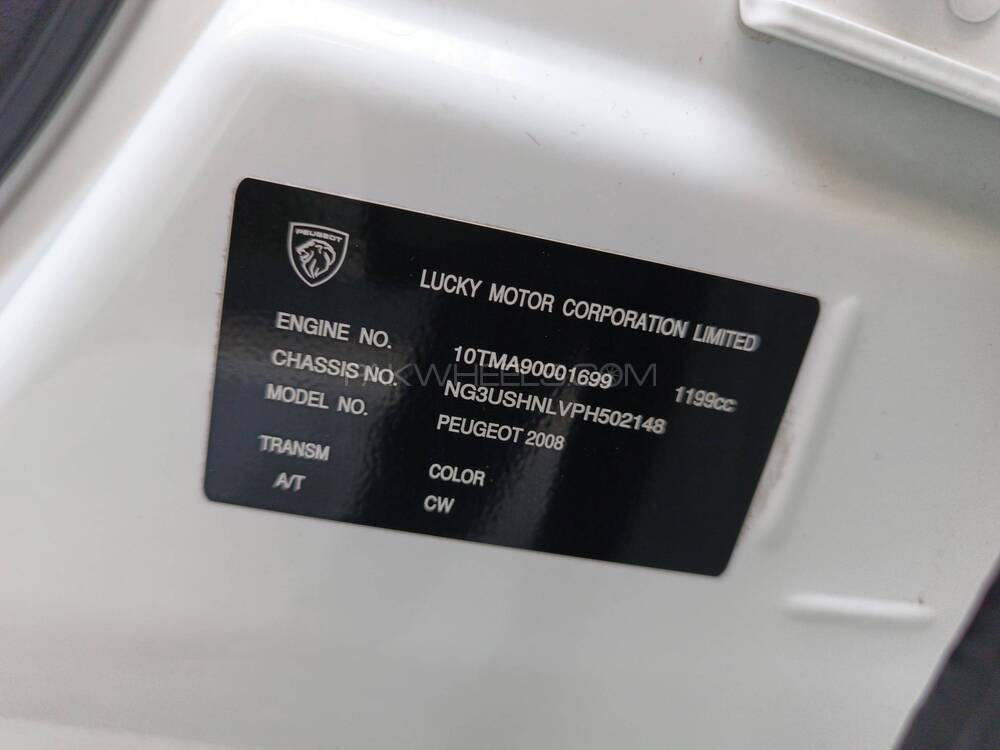 PEUGEOT
LUCKY MOTOR CORPORATION LIMITED
ENGINE NO. 10TMA90001699 1199cc
CHASSIS NO. NG3USHNLVPH502148
MODEL NO. PEUGEOT 2008
TRANSM COLOR
A/T CW
PAKWHEELS.COM